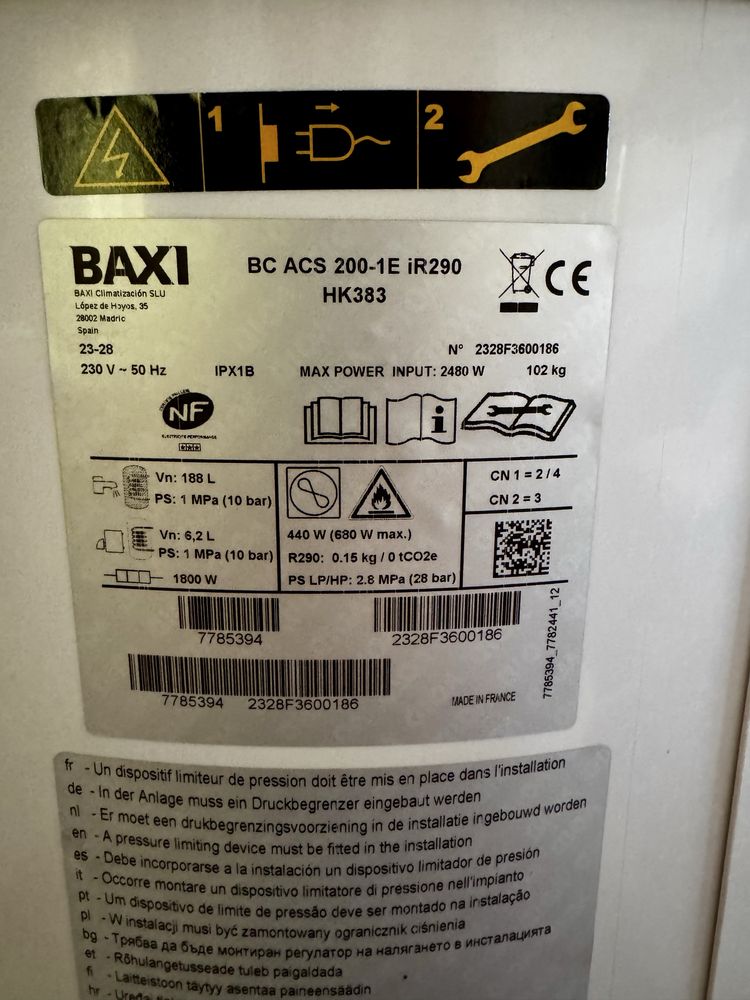 1
2
BAXI
BC ACS 200-1E iR290
HK383
CE
BAXI Climatización SLU
López de Hoyos, 35
28002 Madric
Spain
23-28
N° 2328F3600186
230 V ~ 50 Hz IPX1B MAX POWER INPUT: 2480 W 102 kg
NF
ELECTRICITE-PERFORMANCE
i
Vn: 188 L
PS: 1 MPa (10 bar)
Vn: 6,2 L
PS: 1 MPa (10 bar)
1800 W
440 W (680 W max.)
R290: 0.15 kg / 0 tCO2e
PS LP/HP: 2.8 MPa (28 bar)
CN 1 = 2 / 4
CN 2 = 3
7785394 2328F3600186
7785394 2328F3600186
MADE IN FRANCE
7785394_7782441_12
fr - Un dispositif limiteur de pression doit être mis en place dans l'installation
de - In der Anlage muss ein Druckbegrenzer eingebaut werden
nl - Er moet een drukbegrenzingsvoorziening in de installatie ingebouwd worden
en - A pressure limiting device must be fitted in the installation
es - Debe incorporarse a la instalación un dispositivo limitador de presión
it - Occorre montare un dispositivo limitatore di pressione nell'impianto
pt - Um dispositivo de limite de pressão deve ser montado na instalação
pl - W instalacji musi być zamontowany ogranicznik ciśnienia
bg - Трябва да бъде монтиран регулатор на налягането в инсталацията
et - Rõhulangetusseade tuleb paigaldada
fi - Laitteistoon täytyy asentaa paineensäädin
hr - Uređaj